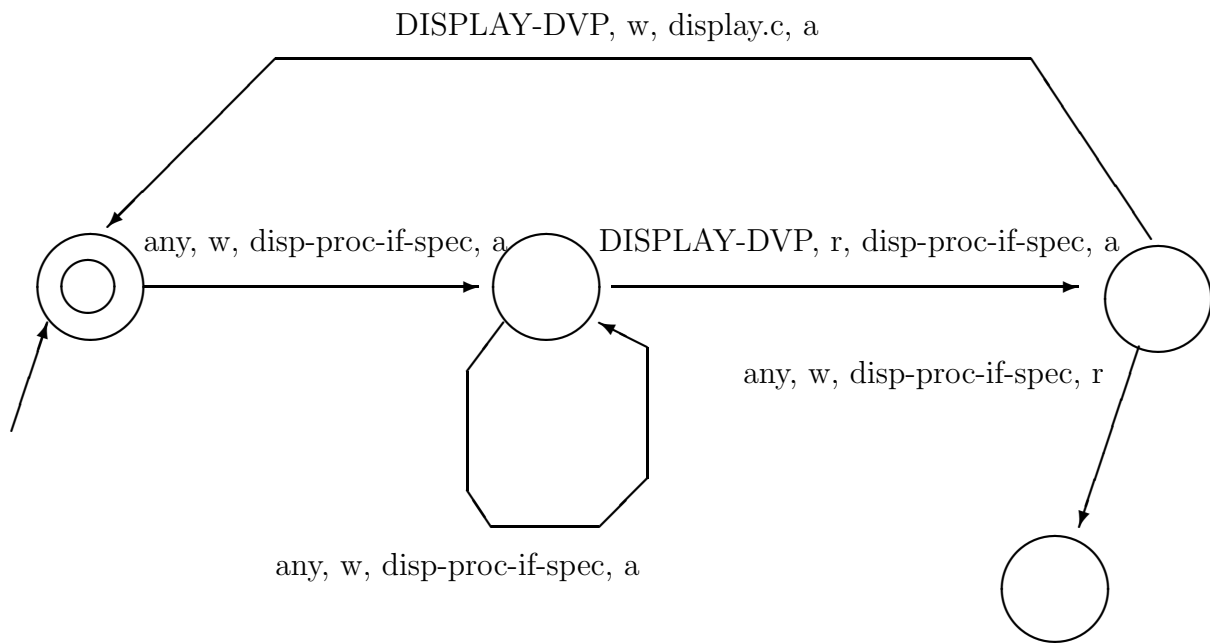 DISPLAY-DVP, w, display.c, a
any, w, disp-proc-if-spec, a
DISPLAY-DVP, r, disp-proc-if-spec, a
any, w, disp-proc-if-spec, r
any, w, disp-proc-if-spec, a